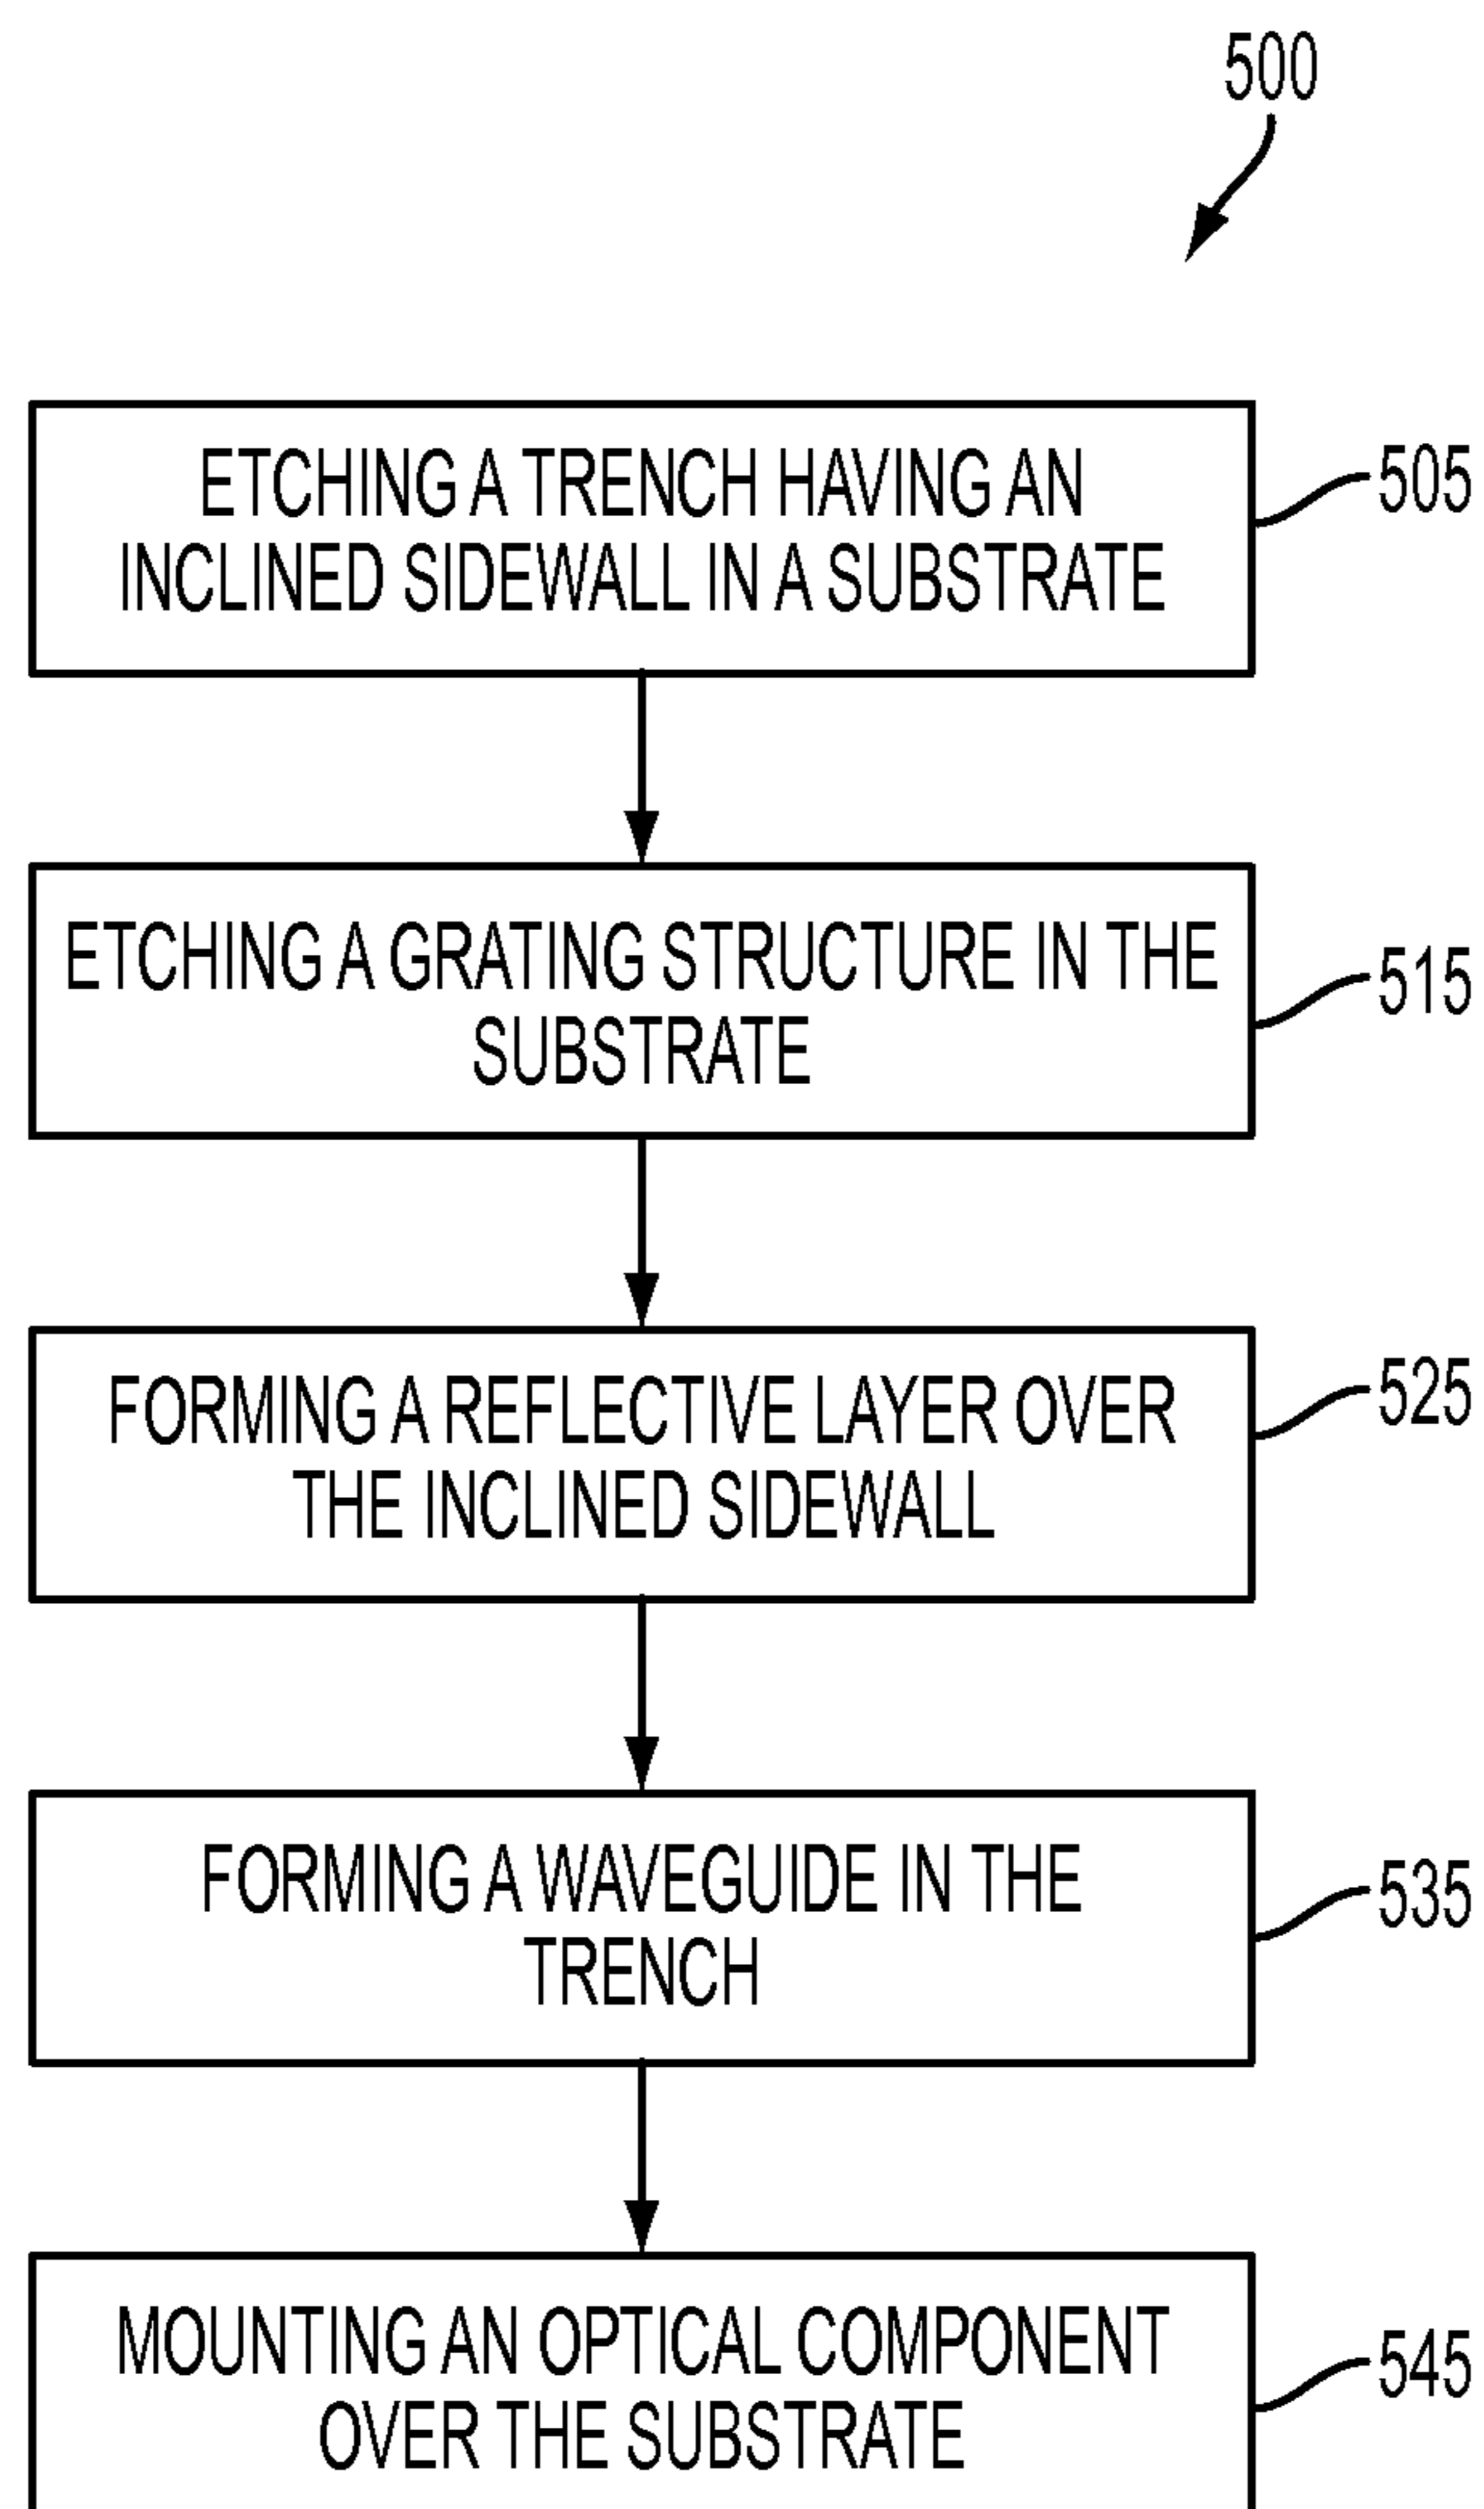 500
ETCHING A TRENCH HAVING AN
INCLINED SIDEWALL IN A SUBSTRATE
505
ETCHING A GRATING STRUCTURE IN THE
SUBSTRATE
515
FORMING A REFLECTIVE LAYER OVER
THE INCLINED SIDEWALL
525
FORMING A WAVEGUIDE IN THE
TRENCH
535
MOUNTING AN OPTICAL COMPONENT
OVER THE SUBSTRATE
545